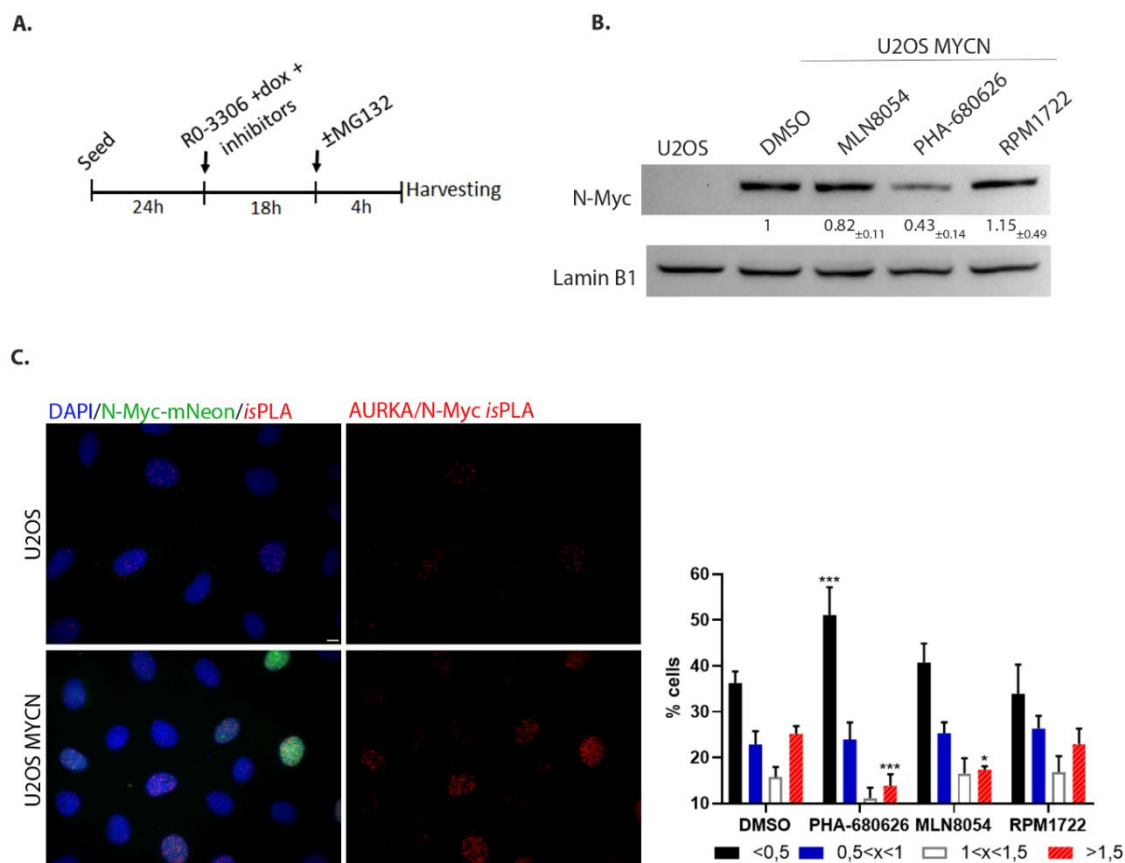 A.
Seed
R0-3306 +dox +
inhibitors
±MG132
Harvesting
24h
18h
4h
B.
U2OS MYCN
U2OS
DMSO
MLN8054
PHA-680626
RPM1722
N-Myc
1
0.82±0.11
0.43±0.14
1.15±0.49
Lamin B1
C.
DAPI/N-Myc-mNeon/isPLA
AURKA/N-Myc isPLA
U2OS
U2OS MYCN
% cells
60
50
40
30
20
10
***
***
*
DMSO
PHA-680626
MLN8054
RPM1722
<0,5
0,5<x<1
1<x<1,5
>1,5